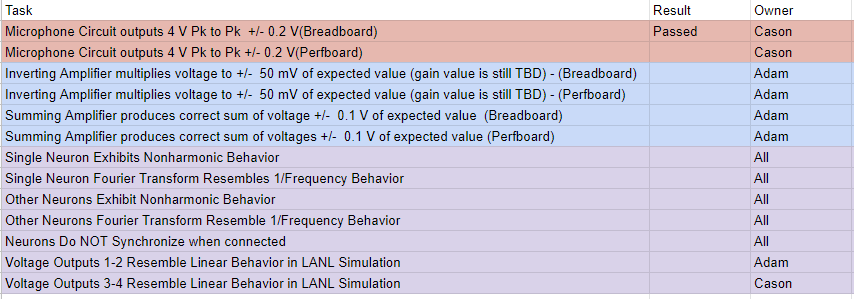 Task Result Owner
Microphone Circuit outputs 4 V Pk to Pk +/- 0.2 V(Breadboard) Passed Cason
Microphone Circuit outputs 4 V Pk to Pk +/- 0.2 V(Perfboard) Cason
Inverting Amplifier multiplies voltage to +/- 50 mV of expected value (gain value is still TBD) - (Breadboard) Adam
Inverting Amplifier multiplies voltage to +/- 50 mV of expected value (gain value is still TBD) - (Perfboard) Adam
Summing Amplifier produces correct sum of voltage +/- 0.1 V of expected value (Breadboard) Adam
Summing Amplifier produces correct sum of voltages +/- 0.1 V of expected value (Perfboard) Adam
Single Neuron Exhibits Nonharmonic Behavior All
Single Neuron Fourier Transform Resembles 1/Frequency Behavior All
Other Neurons Exhibit Nonharmonic Behavior All
Other Neurons Fourier Transform Resemble 1/Frequency Behavior All
Neurons Do NOT Synchronize when connected All
Voltage Outputs 1-2 Resemble Linear Behavior in LANL Simulation Adam
Voltage Outputs 3-4 Resemble Linear Behavior in LANL Simulation Cason